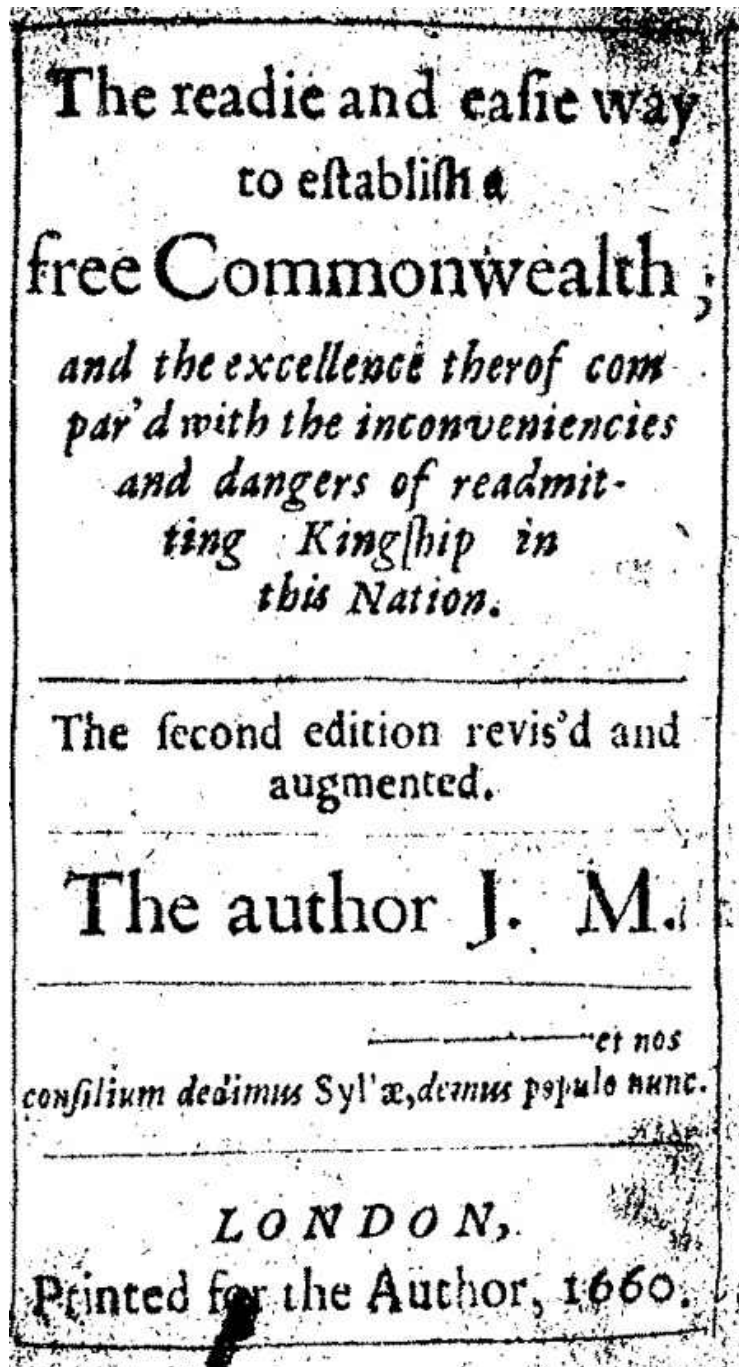 The readie and eaſie way
to eſtabliſh a
free Commonwealth,
and the excellence therof com
par'd with the inconveniencies
and dangers of readmit-
ting Kingſhip in
this Nation.
The ſecond edition revis'd and
augmented.
The author J. M.
———et nos
conſilium dedimus Syl'æ, demus populo nunc.
LONDON,
Printed for the Author, 1660.